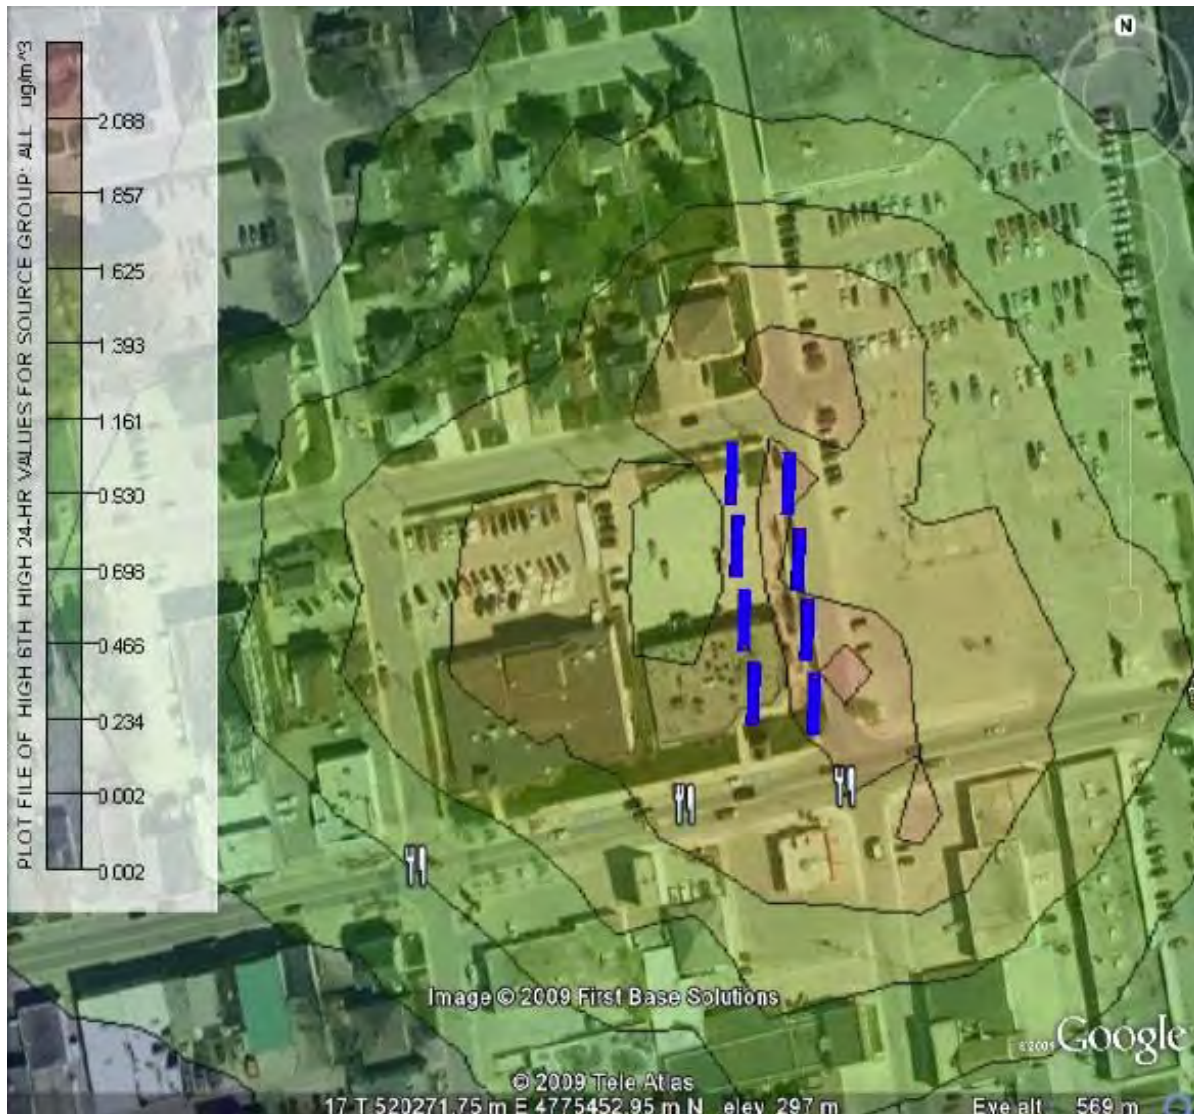 PLOT FILE OF HIGH 6TH HIGH 24-HR VALUES FOR SOURCE GROUP: ALL ug/m^3
2.088
1.857
1.625
1.393
1.161
0.930
0.698
0.466
0.234
0.002
0.002
N
Image © 2009 First Base Solutions
©2009 Google
© 2009 Tele Atlas
17 T 520271.75 m E 4775452.95 m N elev 297 m Eye alt 569 m